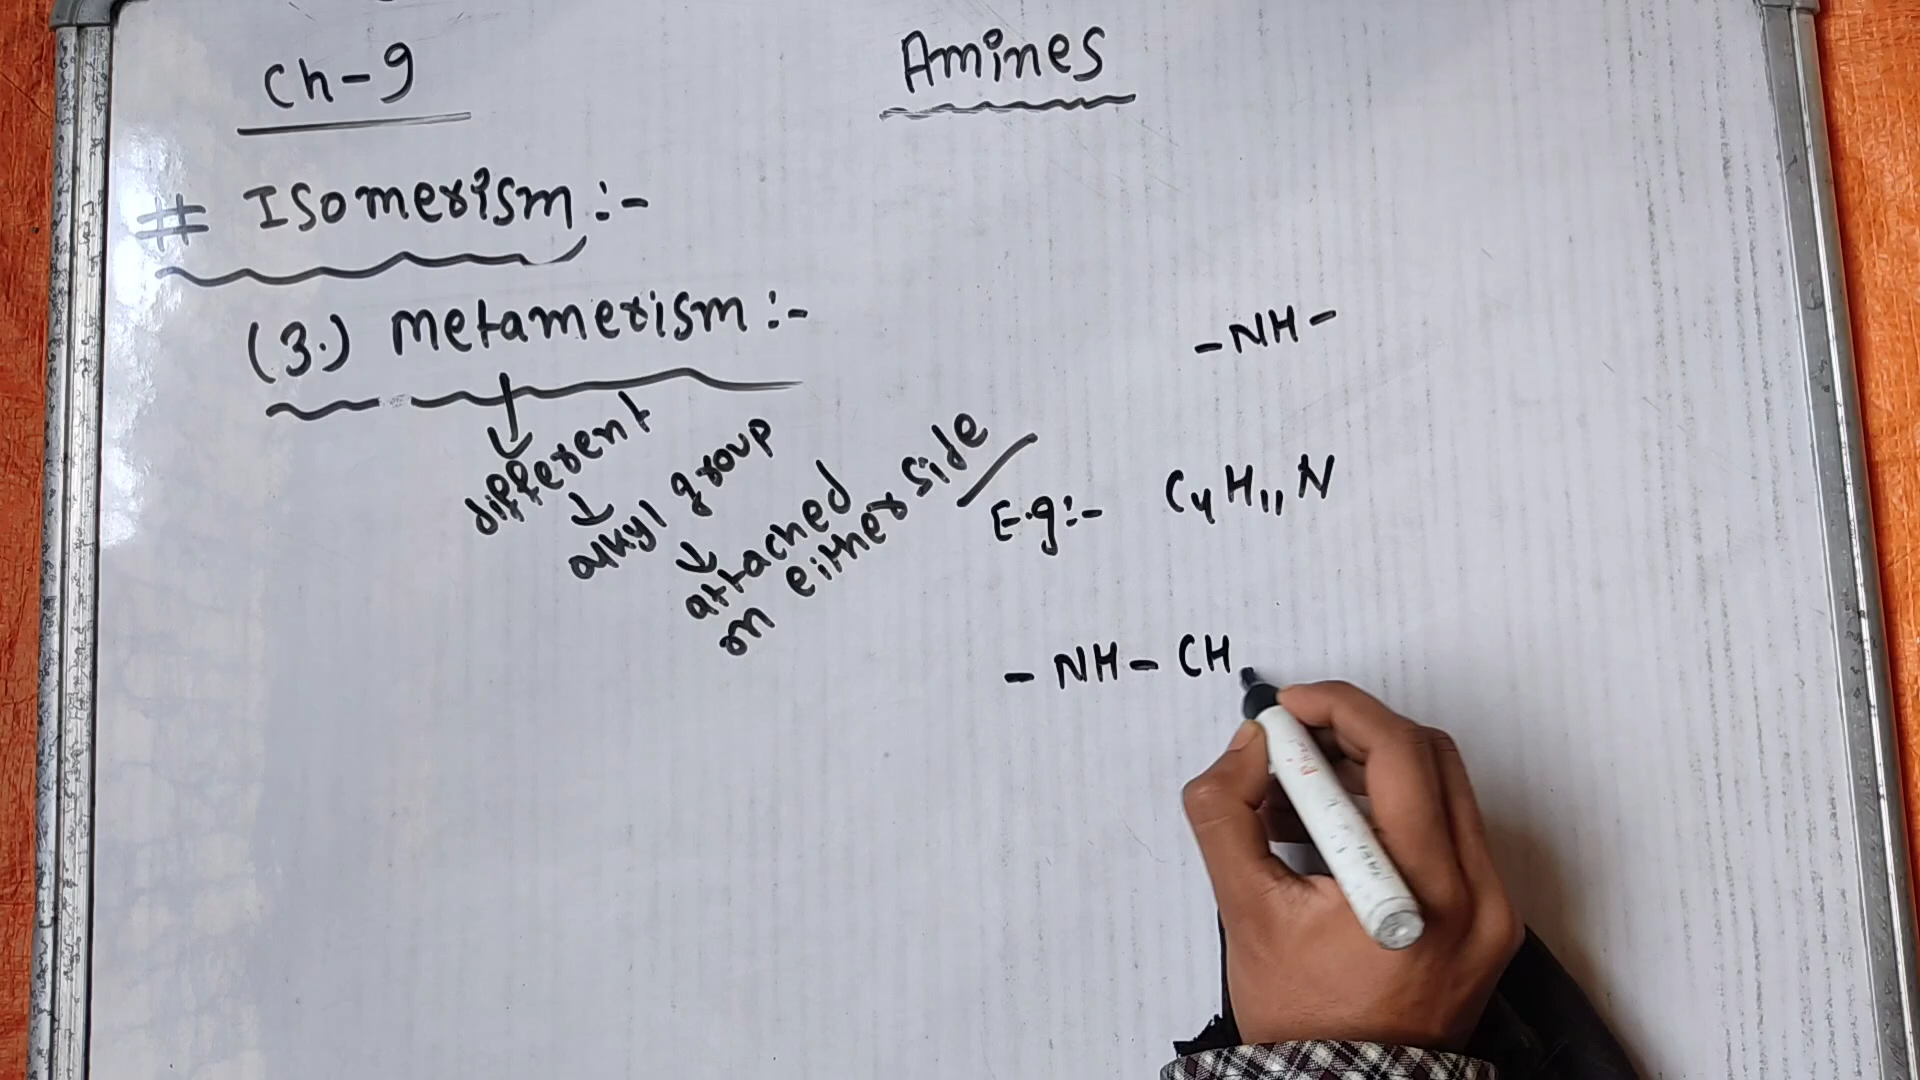 Ch-9
Amines
# Isomerism:-
(3.) Metamerism:-
-NH-
different
alkyl group
attached
on either side
E.g:- C4H11N
- NH - CH